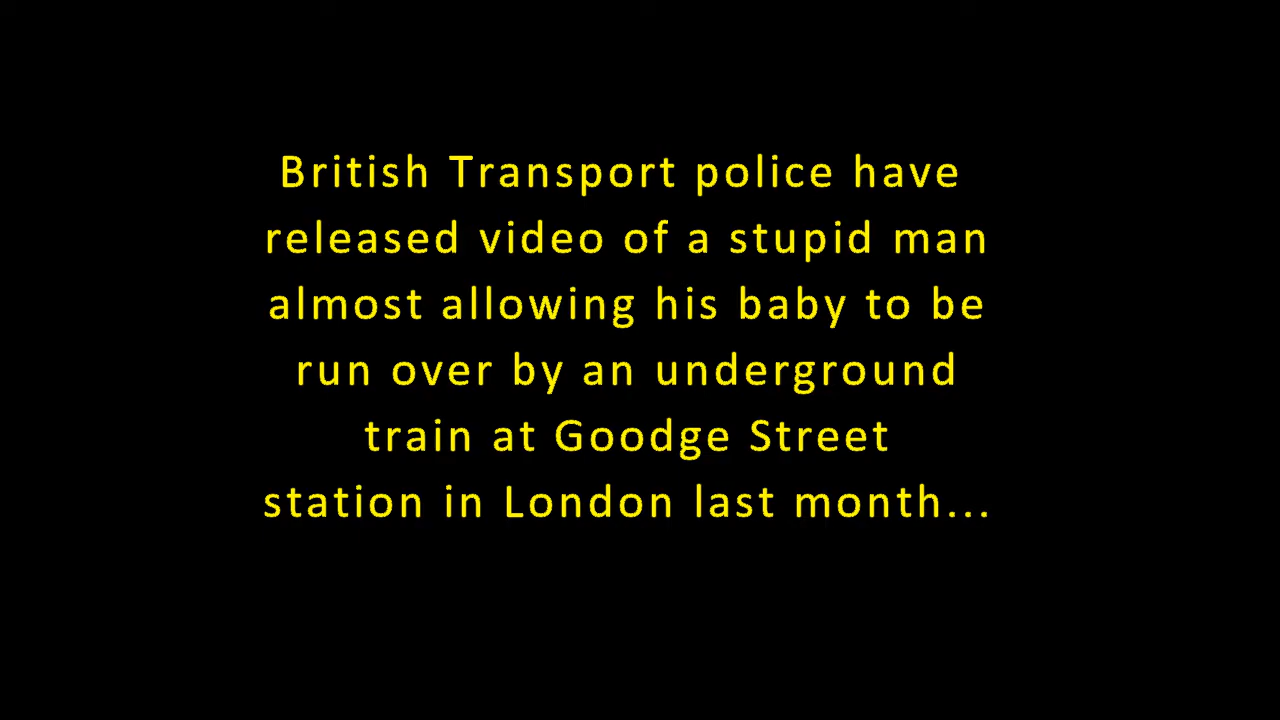 British Transport police have
released video of a stupid man
almost allowing his baby to be
run over by an underground
train at Goodge Street
station in London last month...